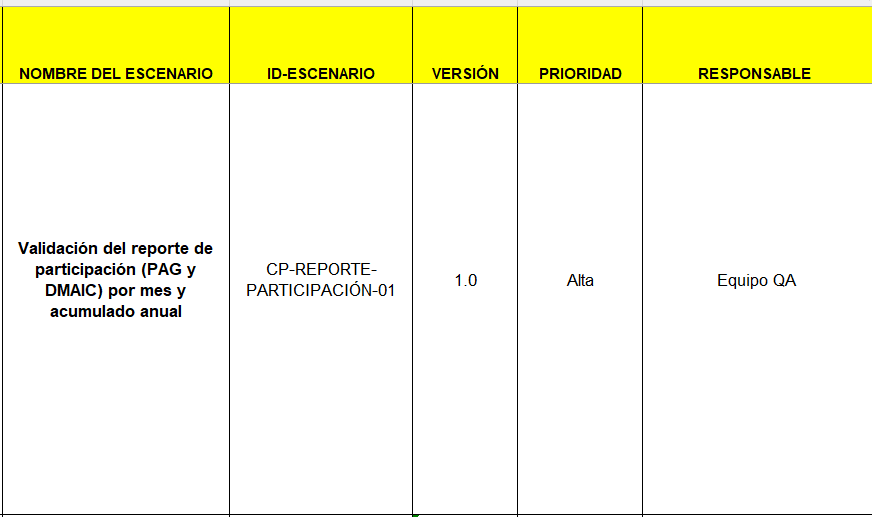 NOMBRE DEL ESCENARIO ID-ESCENARIO VERSIÓN PRIORIDAD RESPONSABLE
Validación del reporte de
participación (PAG y
DMAIC) por mes y
acumulado anual
CP-REPORTE-
PARTICIPACIÓN-01
1.0
Alta
Equipo QA